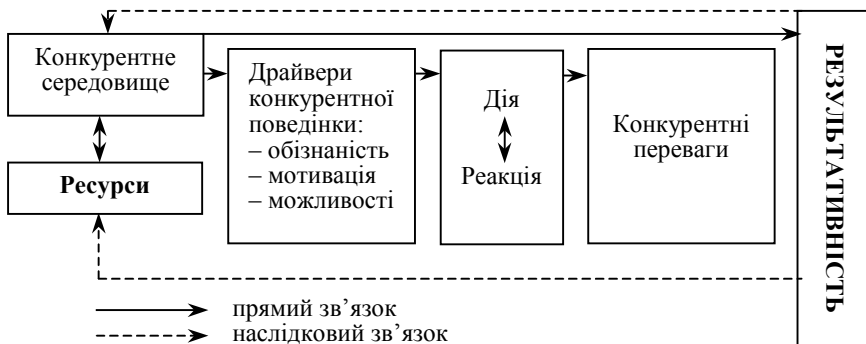 Конкурентне
середовище
Ресурси
Драйвери
конкурентної
поведінки:
– обізнаність
– мотивація
– можливості
Дія
Реакція
Конкурентні
переваги
РЕЗУЛЬТАТИВНІСТЬ
прямий зв’язок
наслідковий зв’язок